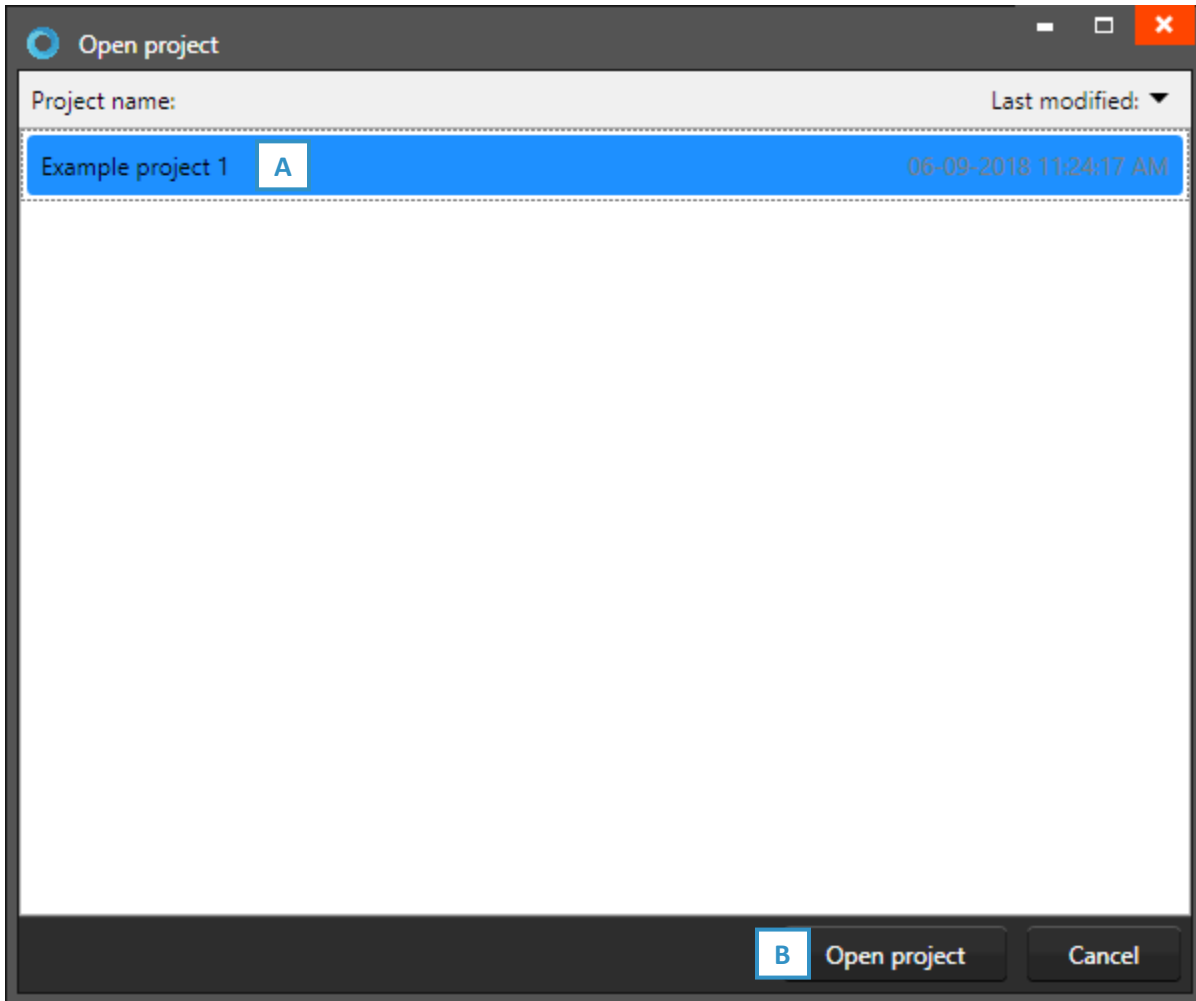 Open project
Project name: Last modified:
Example project 1 A 06-09-2018 11:24:17 AM
B Open project Cancel